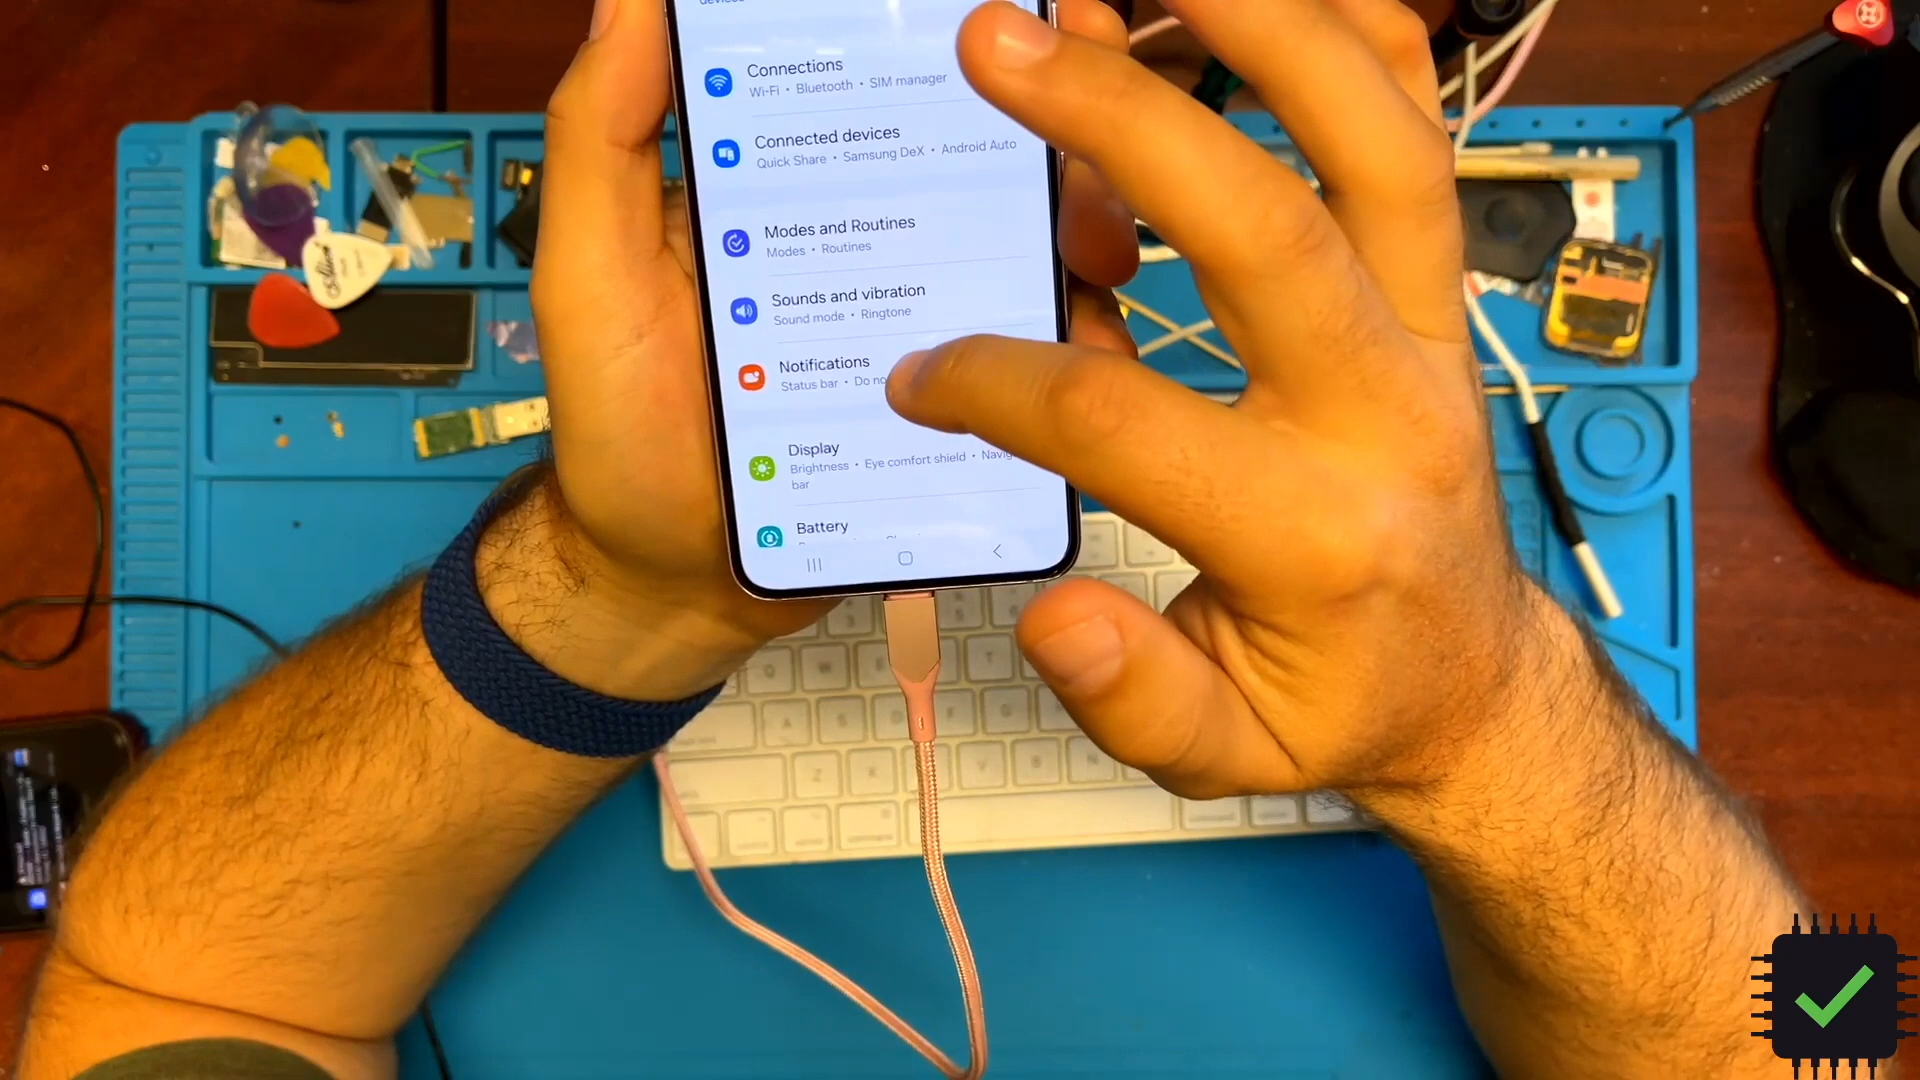 Connections
Wi-Fi • Bluetooth • SIM manager
Connected devices
Quick Share • Samsung DeX • Android Auto
Modes and Routines
Modes • Routines
Sounds and vibration
Sound mode • Ringtone
Notifications
Status bar • Do no
Display
Brightness • Eye comfort shield • Navig
bar
Battery